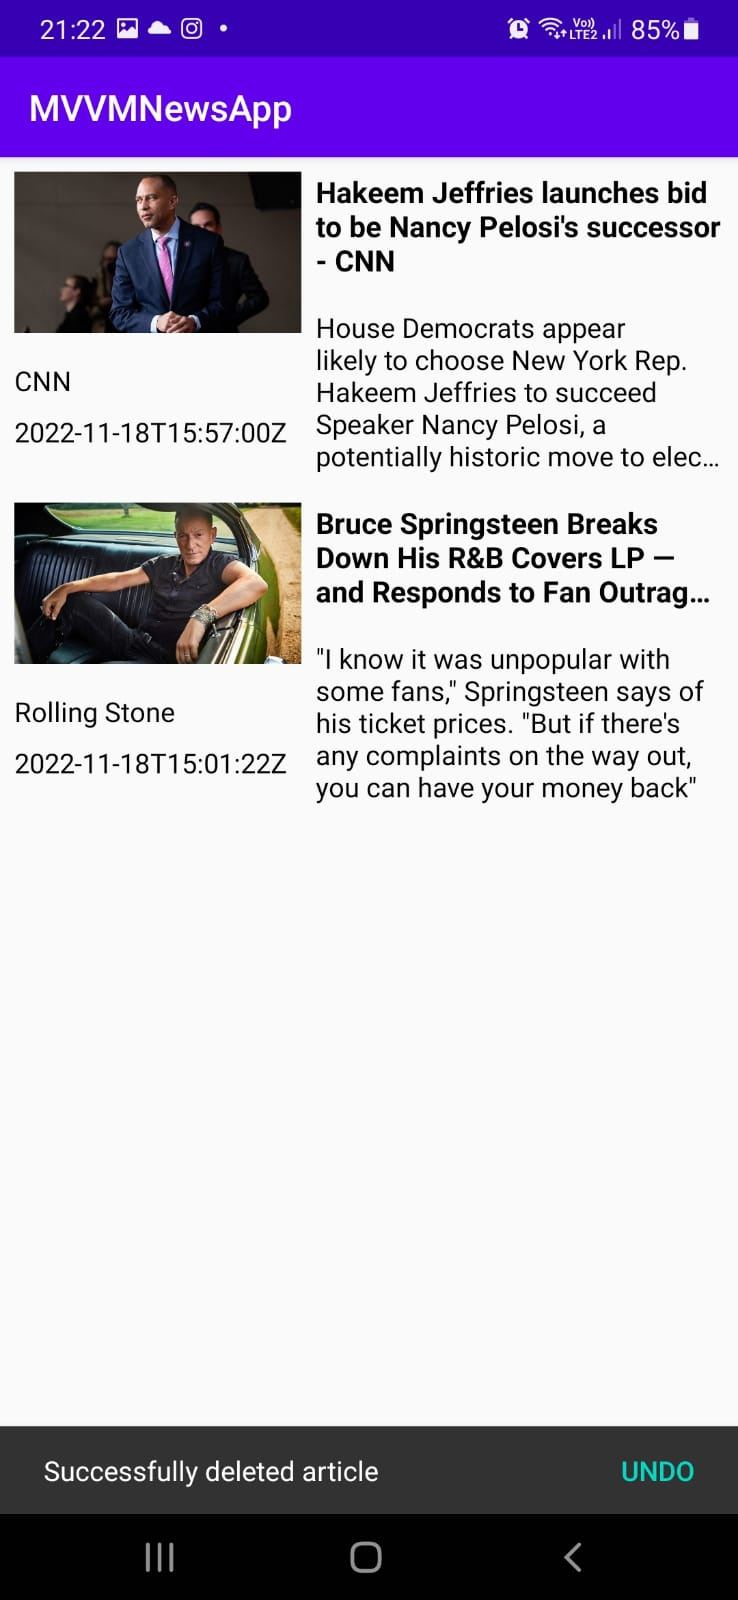 21:22
Vo))
LTE2
85%
MVVMNewsApp
Hakeem Jeffries launches bid
to be Nancy Pelosi's successor
- CNN
House Democrats appear
likely to choose New York Rep.
Hakeem Jeffries to succeed
Speaker Nancy Pelosi, a
potentially historic move to elec...
CNN
2022-11-18T15:57:00Z
Bruce Springsteen Breaks
Down His R&B Covers LP —
and Responds to Fan Outrag...
"I know it was unpopular with
some fans," Springsteen says of
his ticket prices. "But if there's
any complaints on the way out,
you can have your money back"
Rolling Stone
2022-11-18T15:01:22Z
Successfully deleted article
UNDO